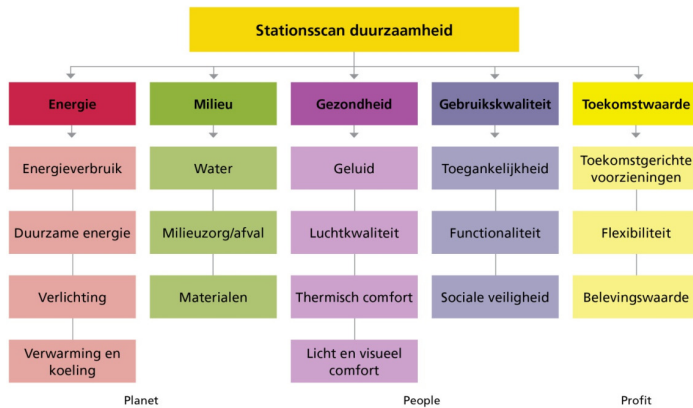 Stationsscan duurzaamheid
Energie
Milieu
Gezondheid
Gebruikskwaliteit
Toekomstwaarde
Energieverbruik
Water
Geluid
Toegankelijkheid
Toekomstgerichte
voorzieningen
Duurzame energie
Milieuzorg/afval
Luchtkwaliteit
Functionaliteit
Flexibiliteit
Verlichting
Materialen
Thermisch comfort
Sociale veiligheid
Belevingswaarde
Verwarming en
koeling
Licht en visueel
comfort
Planet
People
Profit